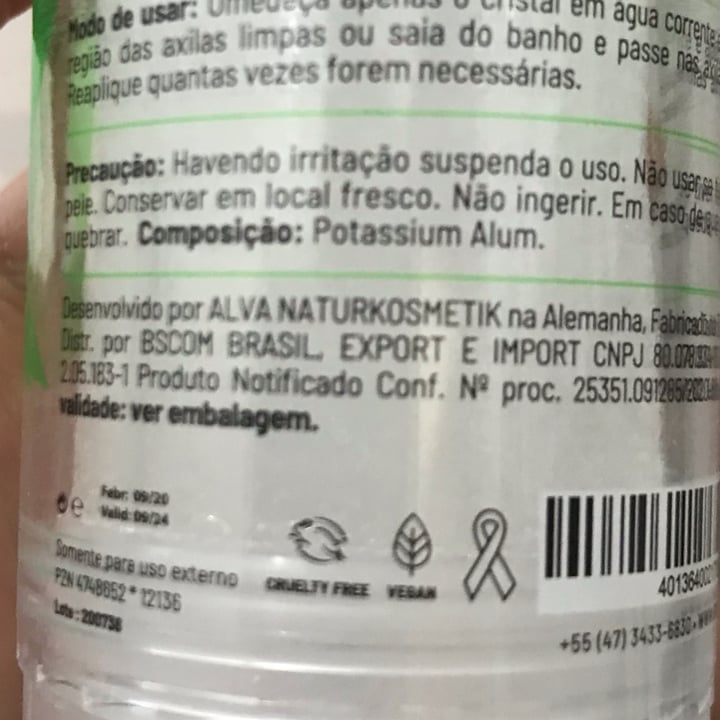 Modo de usar: Umedeça apenas o cristal em água corrente
região das axilas limpas ou saia do banho e passe nas
Reaplique quantas vezes forem necessárias.
Precaução: Havendo irritação suspenda o uso. Não usar
pele. Conservar em local fresco. Não ingerir. Em caso de
quebrar. Composição: Potassium Alum.
Desenvolvido por ALVA NATURKOSMETIK na Alemanha,
Distr. por BSCOM BRASIL, EXPORT E IMPORT CNPJ
2.05.183-1 Produto Notificado Conf. Nº proc.
validade: ver embalagem.
Fabr: 09/20
Valid: 09/24
Somente para uso externo
PZN 4748652 * 12136
Lote: 200736
CRUELTY FREE
VEGAN
+55 (47) 3433-6830